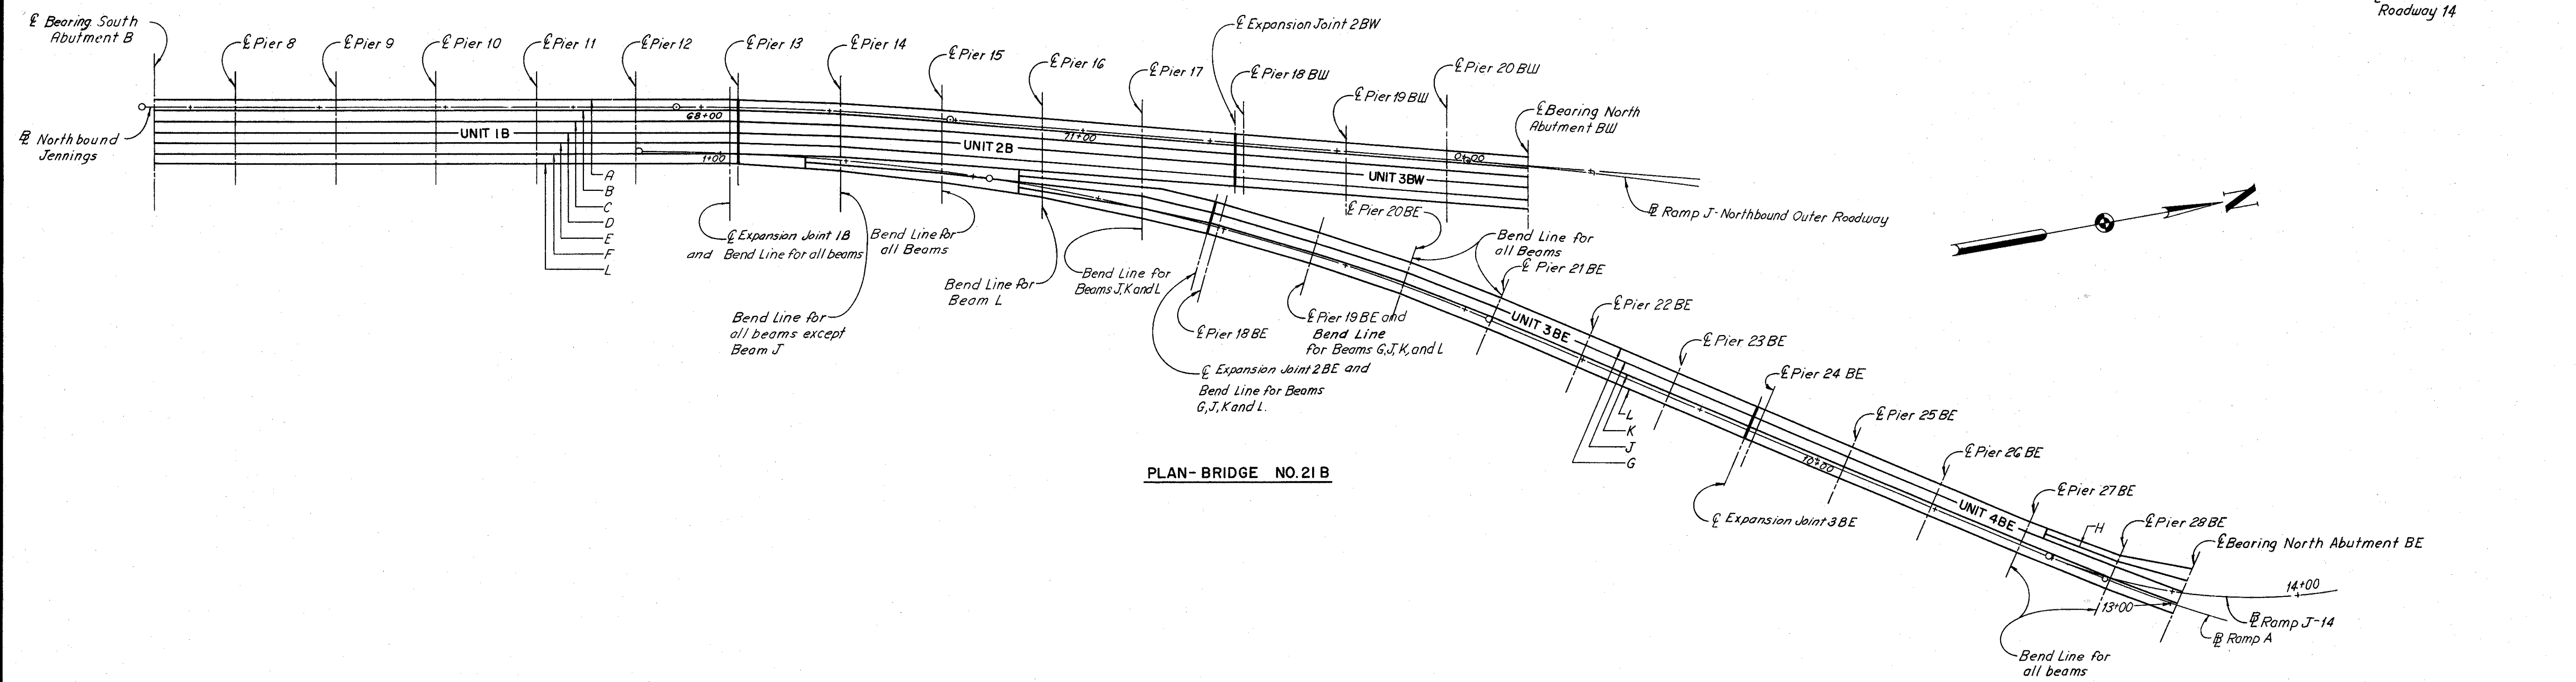 Roadway 14
℄ Bearing South
Abutment B
℄ Pier 8
℄ Pier 9
℄ Pier 10
℄ Pier 11
℄ Pier 12
℄ Pier 13
℄ Pier 14
℄ Pier 15
℄ Pier 16
℄ Pier 17
℄ Expansion Joint 2BW
℄ Pier 18 BW
℄ Pier 19 BW
℄ Pier 20 BW
℄ Bearing North
Abutment BW
Northbound
Jennings
UNIT 1B
68+00
1+00
UNIT 2B
71+00
0+00
UNIT 3BW
A
B
C
D
E
F
L
℄ Expansion Joint 1B
and Bend Line for all beams
Bend Line for
all Beams
Bend Line for
all beams except
Beam J
Bend Line for
Beam L
Bend Line for
Beams J, K and L
℄ Pier 18 BE
℄ Pier 19 BE and
Bend Line
for Beams G, J, K, and L
℄ Expansion Joint 2BE and
Bend Line for Beams
G, J, K and L.
℄ Pier 20 BE
Bend Line for
all Beams
Ramp J-Northbound Outer Roadway
N
℄ Pier 21 BE
℄ Pier 22 BE
UNIT 3BE
℄ Pier 23 BE
℄ Pier 24 BE
L
K
J
G
℄ Pier 25 BE
10+00
℄ Pier 26 BE
℄ Expansion Joint 3BE
℄ Pier 27 BE
UNIT 4BE
H
℄ Pier 28 BE
℄ Bearing North Abutment BE
14+00
13+00
Ramp J-14
Ramp A
Bend Line for
all beams
PLAN-BRIDGE NO. 21B